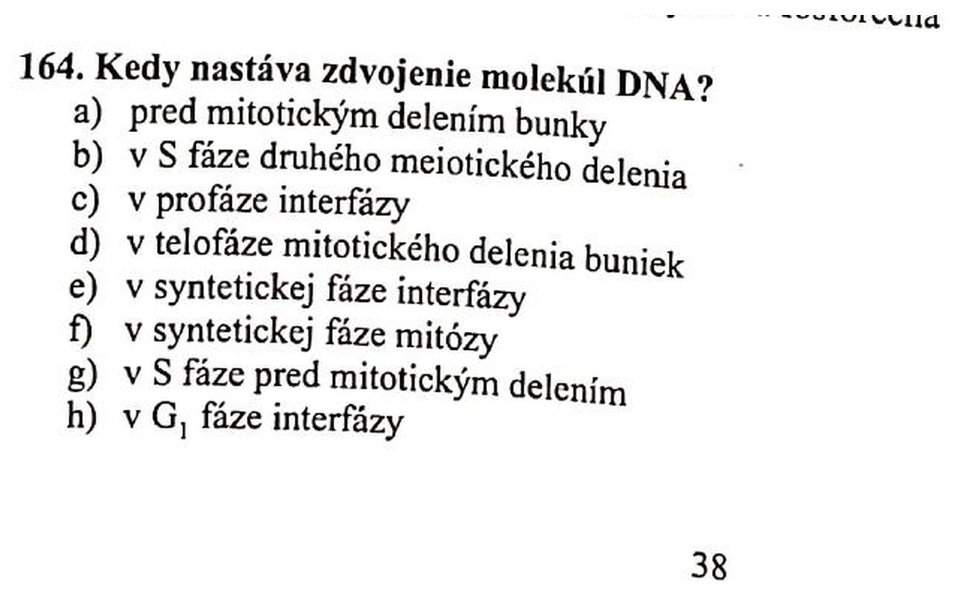 164. Kedy nastáva zdvojenie molekúl DNA?
a) pred mitotickým delením bunky
b) v S fáze druhého meiotického delenia
c) v profáze interfázy
d) v telofáze mitotického delenia buniek
e) v syntetickej fáze interfázy
f) v syntetickej fáze mitózy
g) v S fáze pred mitotickým delením
h) v G₁ fáze interfázy
38